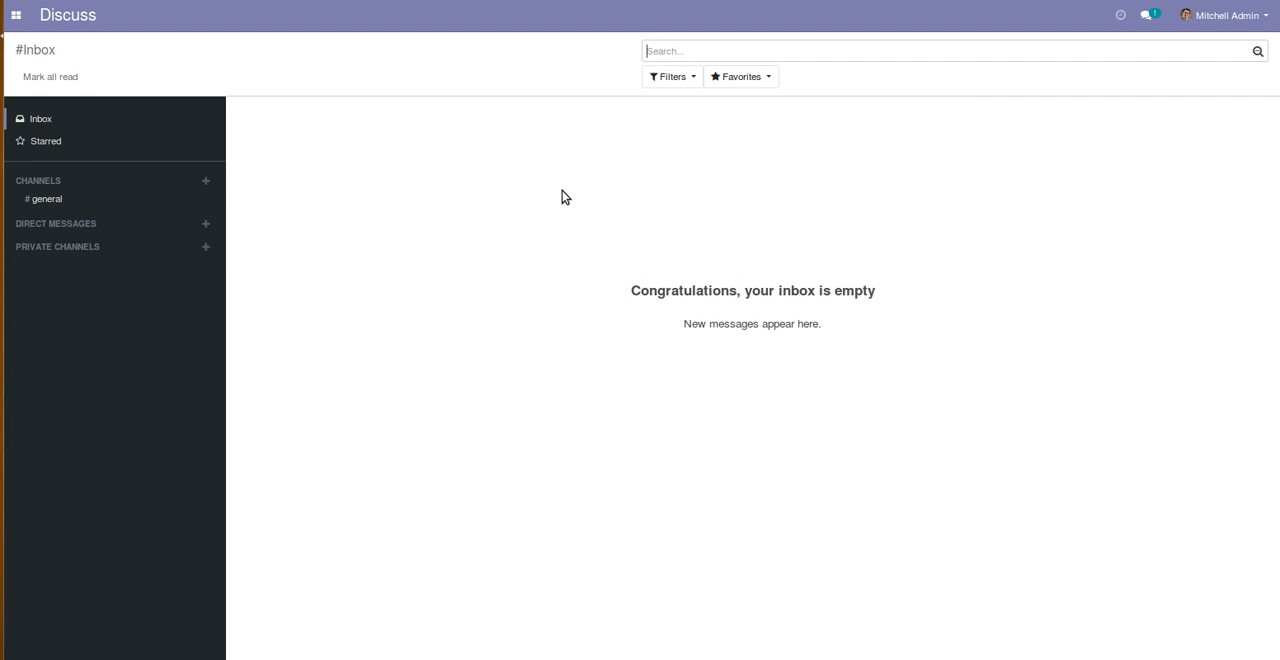 Discuss
1
Mitchell Admin
#Inbox
Search...
Mark all read
Filters
Favorites
Inbox
Starred
CHANNELS
# general
DIRECT MESSAGES
PRIVATE CHANNELS
Congratulations, your inbox is empty
New messages appear here.